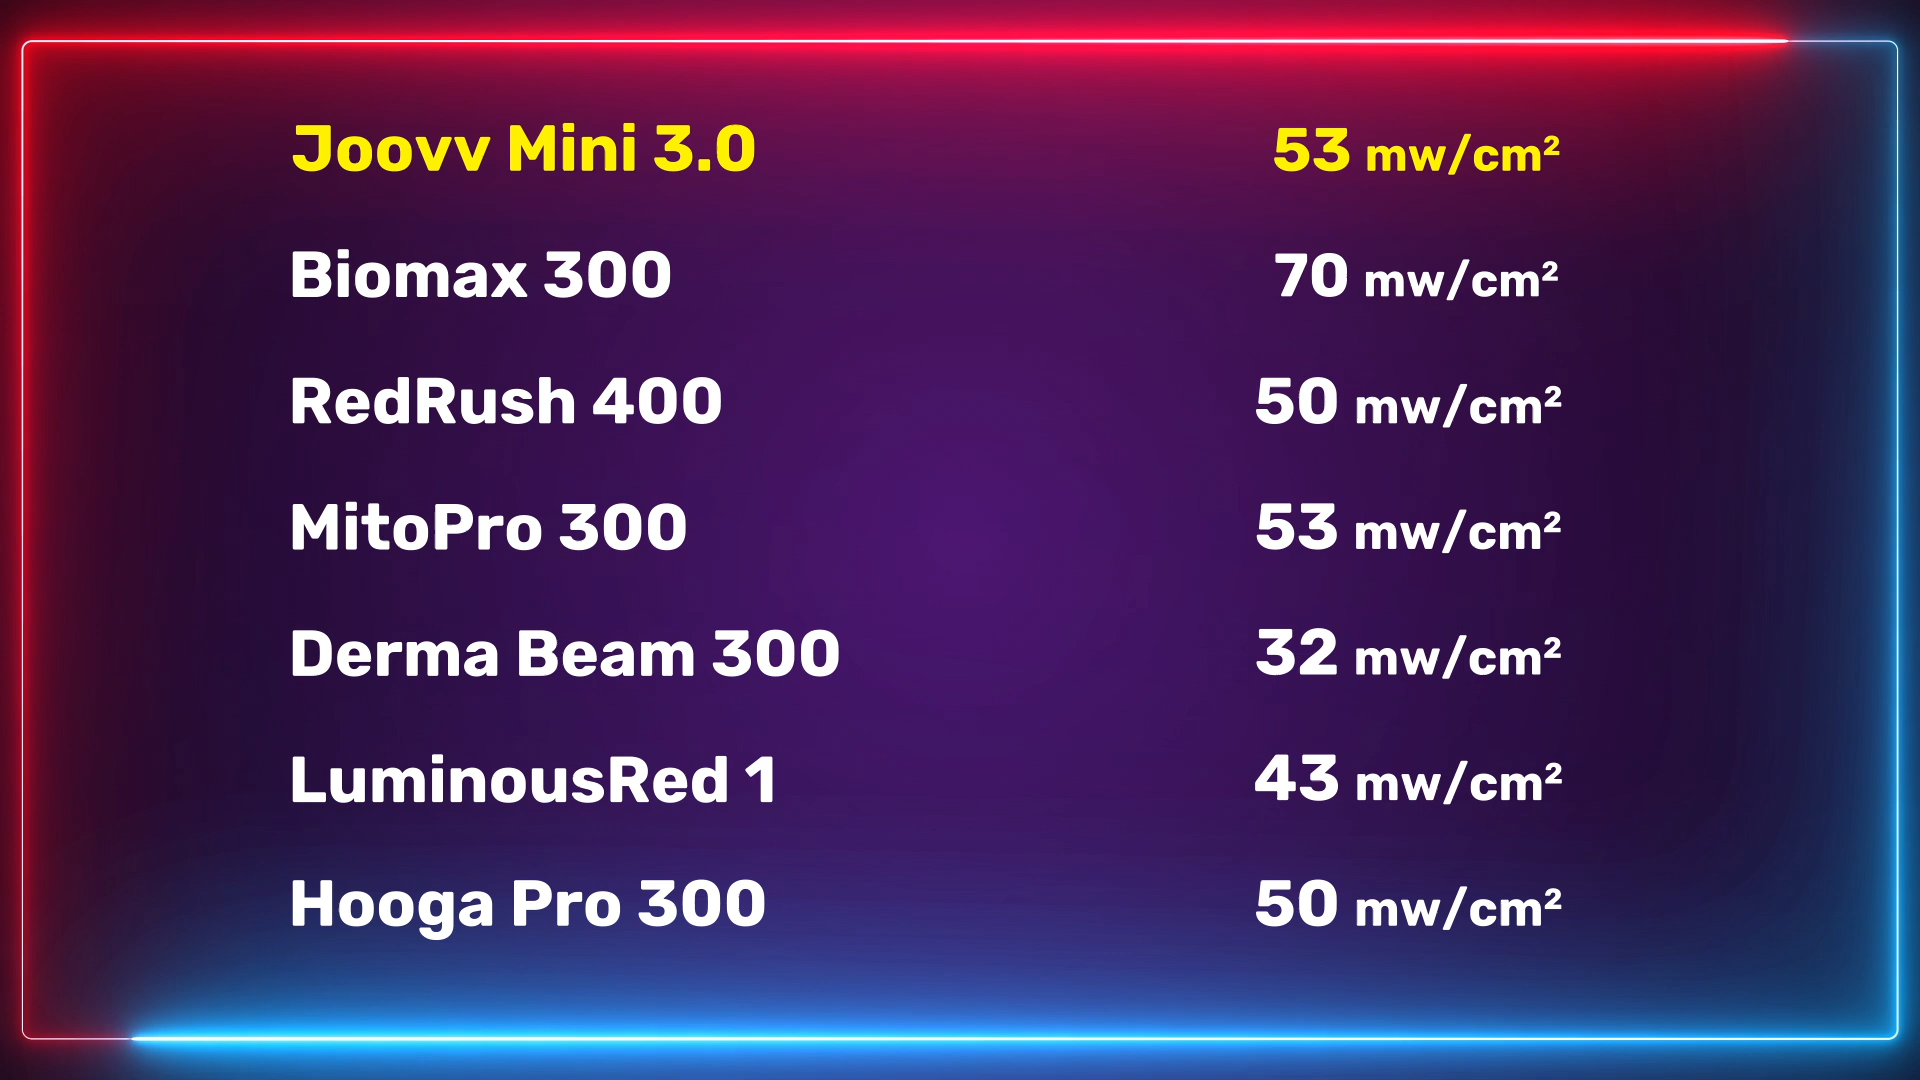 Joovv Mini 3.0 53 mw/cm²
Biomax 300 70 mw/cm²
RedRush 400 50 mw/cm²
MitoPro 300 53 mw/cm²
Derma Beam 300 32 mw/cm²
LuminousRed 1 43 mw/cm²
Hooga Pro 300 50 mw/cm²